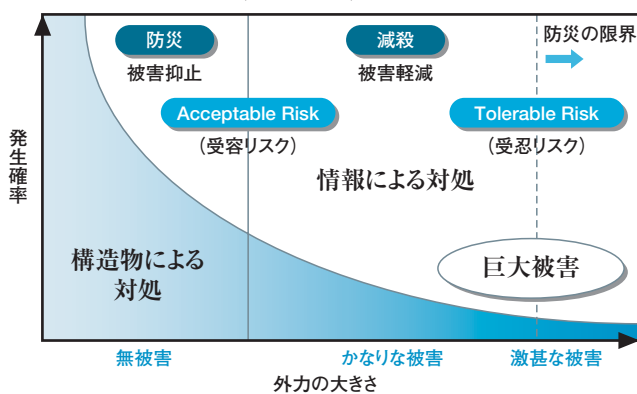 防災
減殺
防災の限界
被害抑止
被害軽減
Acceptable Risk
Tolerable Risk
(受容リスク)
(受忍リスク)
発生確率
情報による対処
構造物による
対処
巨大被害
無被害
かなりな被害
激甚な被害
外力の大きさ